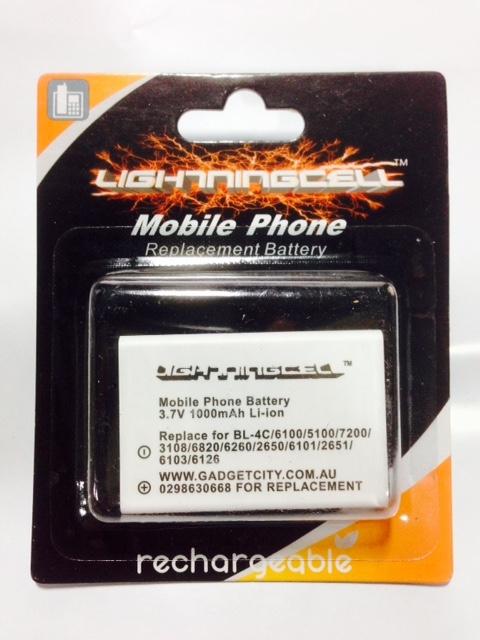 LIGHTNINGCELL™
Mobile Phone
Replacement Battery
LIGHTNINGCELL™
Mobile Phone Battery
3.7V 1000mAh Li-ion
Replace for BL-4C/6100/5100/7200/
3108/6820/6260/2650/6101/2651/
6103/6126
WWW.GADGETCITY.COM.AU
0298630668 FOR REPLACEMENT
rechargeable